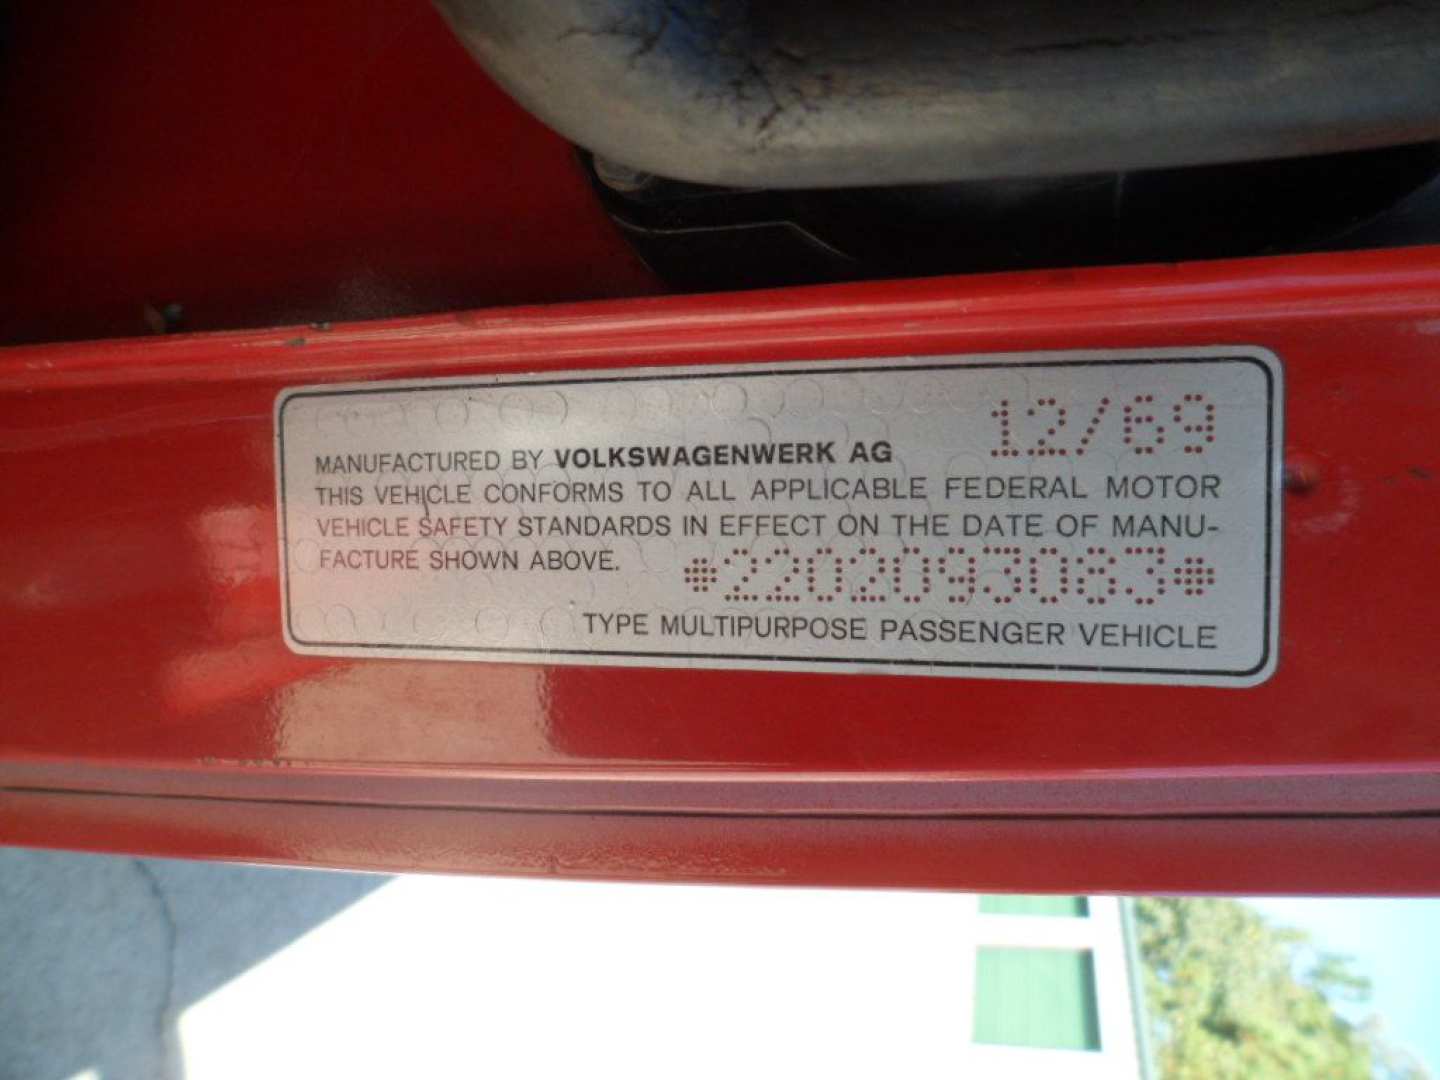 12/69
MANUFACTURED BY VOLKSWAGENWERK AG
THIS VEHICLE CONFORMS TO ALL APPLICABLE FEDERAL MOTOR
VEHICLE SAFETY STANDARDS IN EFFECT ON THE DATE OF MANU-
FACTURE SHOWN ABOVE.
*2202093083*
TYPE MULTIPURPOSE PASSENGER VEHICLE